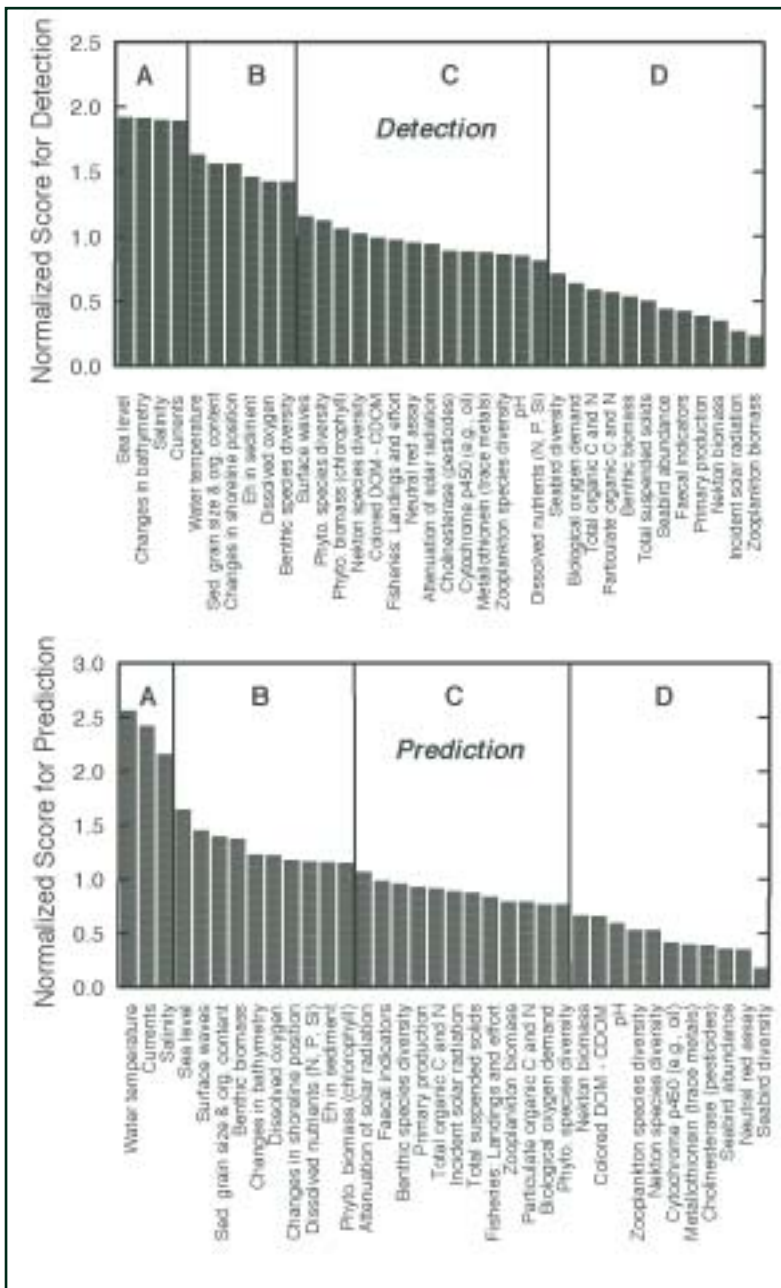 Normalized Score for Detection
2.5
2.0
1.5
1.0
0.5
0.0
A
B
C
D
Detection
Sea level
Changes in bathymetry
Salinity
Currents
Water temperature
Sed. grain size & org. content
Changes in shoreline position
Eh in sediment
Dissolved oxygen
Benthic species diversity
Surface waves
Phyto. species diversity
Phyto. biomass (chlorophyll)
Nekton species diversity
Colored DOM - CDOM
Fisheries: Landings and effort
Neutral red assay
Attenuation of solar radiation
Cholinesterase (pesticides)
Cytochrome p450 (e.g., oil)
Metallothionein (trace metals)
Zooplankton species diversity
pH
Dissolved nutrients (N, P, Si)
Seabird diversity
Biological oxygen demand
Total organic C and N
Particulate organic C and N
Benthic biomass
Total suspended solids
Seabird abundance
Faecal Indicators
Primary production
Nekton biomass
Incident solar radiation
Zooplankton biomass
Normalized Score for Prediction
3.0
2.5
2.0
1.5
1.0
0.5
0.0
A
B
C
D
Prediction
Water temperature
Currents
Salinity
Sea level
Surface waves
Sed. grain size & org. content
Benthic biomass
Changes in bathymetry
Dissolved oxygen
Changes in shoreline position
Dissolved nutrients (N, P, Si)
Eh in sediment
Phyto. biomass (chlorophyll)
Attenuation of solar radiation
Faecal indicators
Benthic species diversity
Primary production
Total organic C and N
Incident solar radiation
Total suspended solids
Fisheries: Landings and effort
Zooplankton biomass
Particulate organic C and N
Biological oxygen demand
Phyto. species diversity
Nekton biomass
Colored DOM - CDOM
pH
Zooplankton species diversity
Nekton species diversity
Cytochrome p450 (e.g., oil)
Metallothionein (trace metals)
Cholinesterase (pesticides)
Seabird abundance
Neutral red assay
Seabird diversity